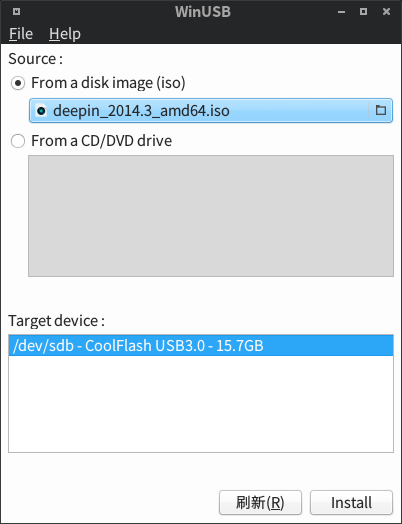 WinUSB
File Help
Source :
From a disk image (iso)
deepin_2014.3_amd64.iso
From a CD/DVD drive
Target device :
/dev/sdb - CoolFlash USB3.0 - 15.7GB
刷新(R) Install